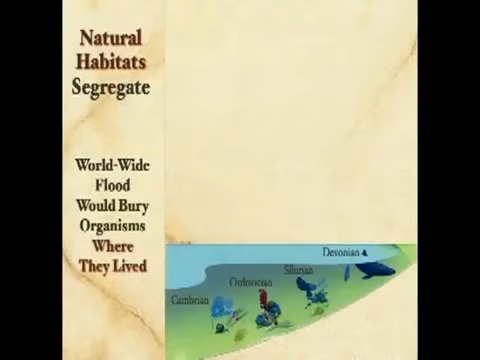 Natural
Habitats
Segregate
World-Wide
Flood
Would Bury
Organisms
Where
They Lived
Devonian
Silurian
Ordovician
Cambrian